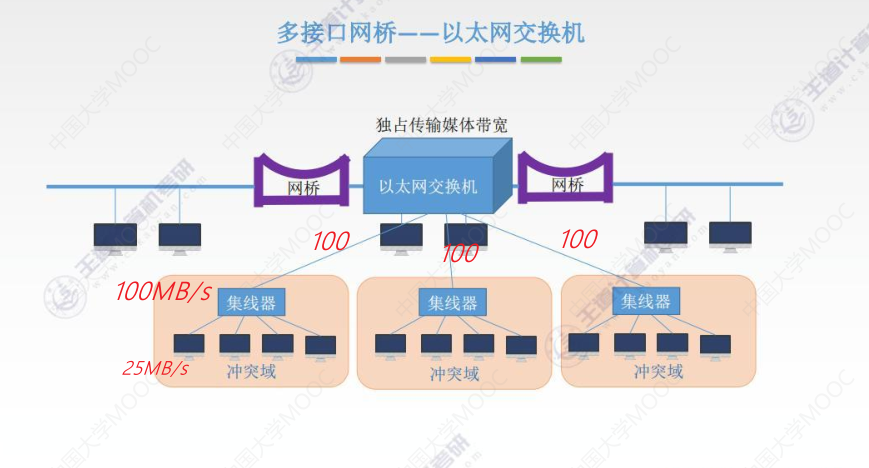 多接口网桥——以太网交换机
独占传输媒体带宽
网桥
以太网交换机
网桥
100
100
100
100MB/s
集线器
集线器
集线器
25MB/s
冲突域
冲突域
冲突域
中国大学MOOC
王道计算机考研